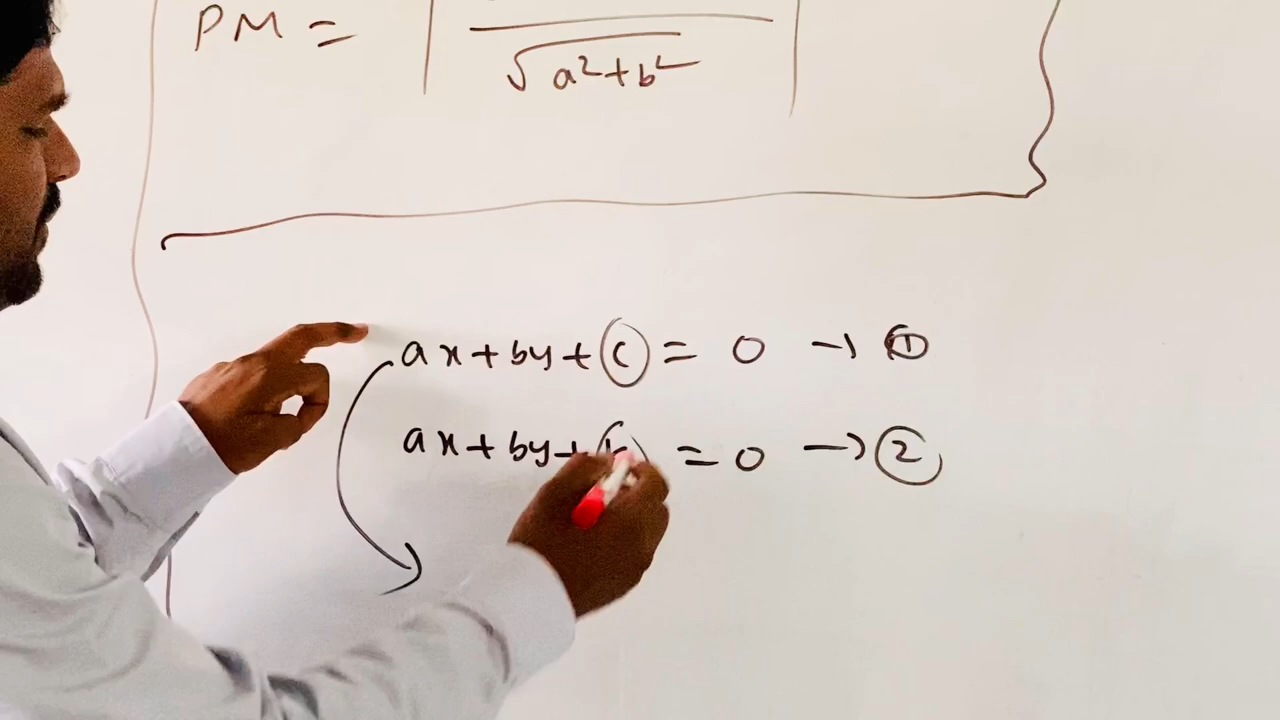 PM =
√a²+b²
ax+by+c = 0 → ①
ax+by+k = 0 → ②